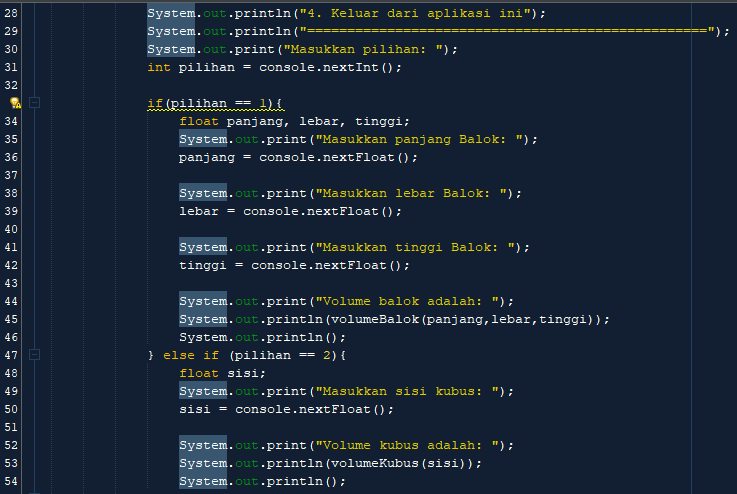 28 System.out.println("4. Keluar dari aplikasi ini");
29 System.out.println("==================================================");
30 System.out.print("Masukkan pilihan: ");
31 int pilihan = console.nextInt();
32
if(pilihan == 1){
34 float panjang, lebar, tinggi;
35 System.out.print("Masukkan panjang Balok: ");
36 panjang = console.nextFloat();
37
38 System.out.print("Masukkan lebar Balok: ");
39 lebar = console.nextFloat();
40
41 System.out.print("Masukkan tinggi Balok: ");
42 tinggi = console.nextFloat();
43
44 System.out.print("Volume balok adalah: ");
45 System.out.println(volumeBalok(panjang,lebar,tinggi));
46 System.out.println();
47 } else if (pilihan == 2){
48 float sisi;
49 System.out.print("Masukkan sisi kubus: ");
50 sisi = console.nextFloat();
51
52 System.out.print("Volume kubus adalah: ");
53 System.out.println(volumeKubus(sisi));
54 System.out.println();